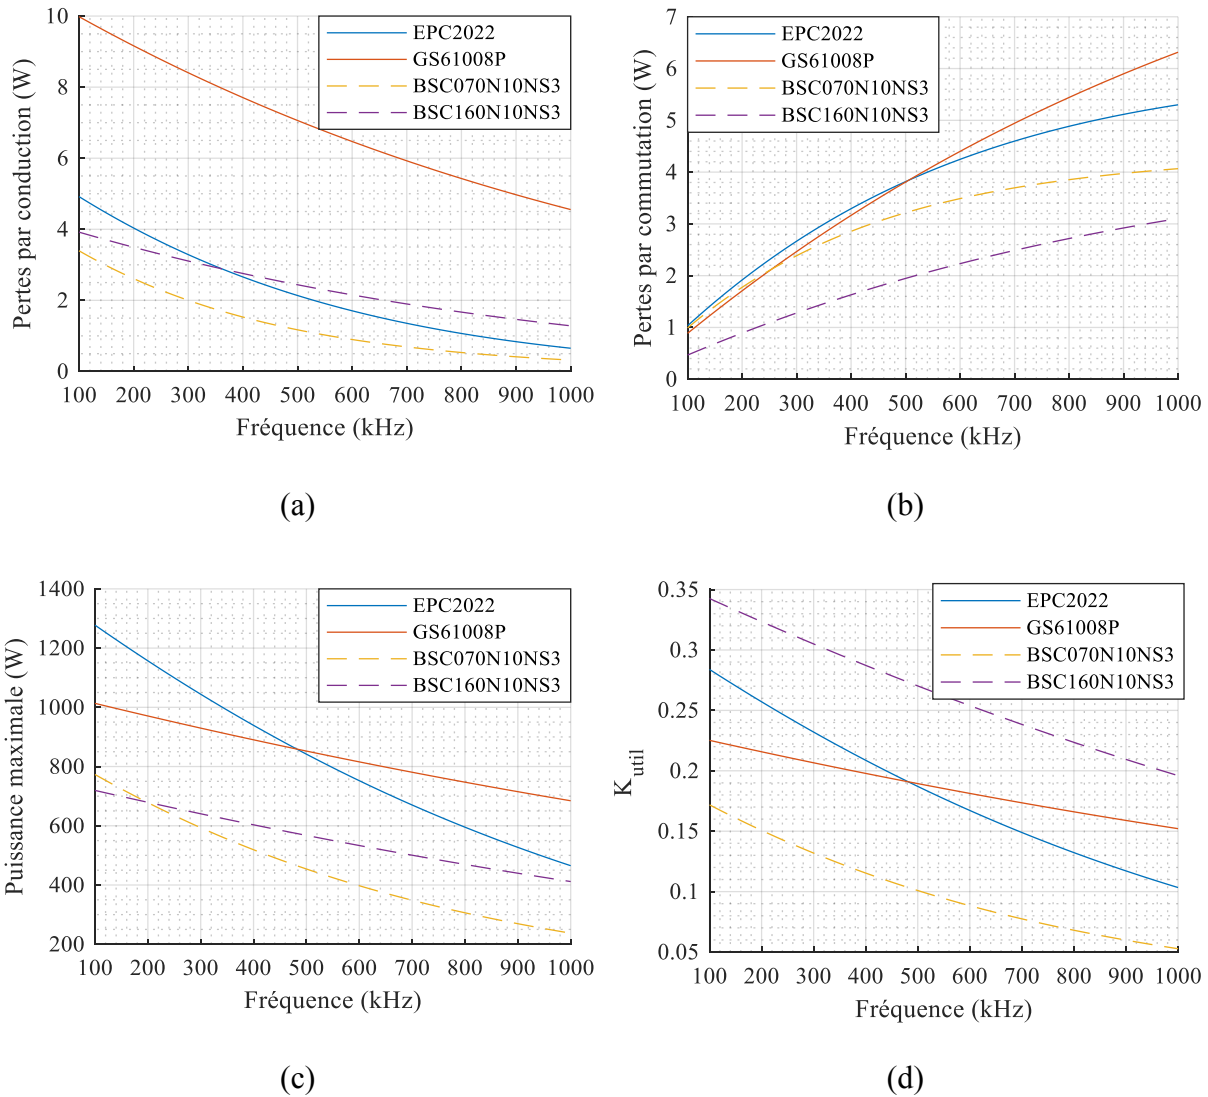 10
8
6
4
2
0
Pertes par conduction (W)
EPC2022
GS61008P
BSC070N10NS3
BSC160N10NS3
100 200 300 400 500 600 700 800 900 1000
Fréquence (kHz)
(a)
7
6
5
4
3
2
1
0
Pertes par commutation (W)
EPC2022
GS61008P
BSC070N10NS3
BSC160N10NS3
100 200 300 400 500 600 700 800 900 1000
Fréquence (kHz)
(b)
1400
1200
1000
800
600
400
200
Puissance maximale (W)
EPC2022
GS61008P
BSC070N10NS3
BSC160N10NS3
100 200 300 400 500 600 700 800 900 1000
Fréquence (kHz)
(c)
0.35
0.3
0.25
0.2
0.15
0.1
0.05
K_util
EPC2022
GS61008P
BSC070N10NS3
BSC160N10NS3
100 200 300 400 500 600 700 800 900 1000
Fréquence (kHz)
(d)